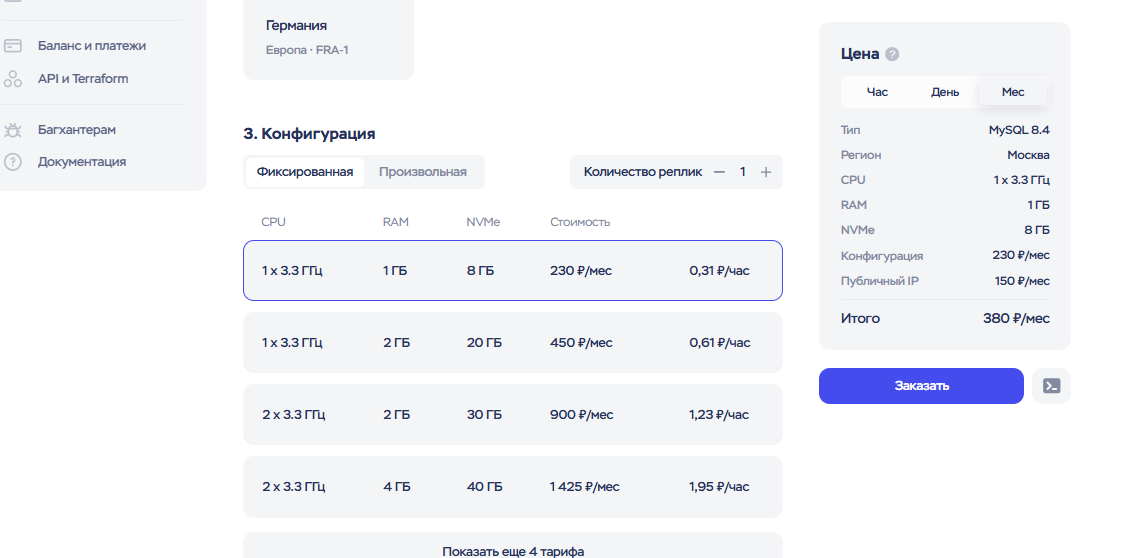 Баланс и платежи
API и Terraform
Багхантерам
Документация
Германия
Европа · FRA-1
3. Конфигурация
Фиксированная Произвольная
Количество реплик — 1 +
CPU RAM NVMe Стоимость
1 x 3.3 ГГц 1 ГБ 8 ГБ 230 ₽/мес 0,31 ₽/час
1 x 3.3 ГГц 2 ГБ 20 ГБ 450 ₽/мес 0,61 ₽/час
2 x 3.3 ГГц 2 ГБ 30 ГБ 900 ₽/мес 1,23 ₽/час
2 x 3.3 ГГц 4 ГБ 40 ГБ 1 425 ₽/мес 1,95 ₽/час
Показать еще 4 тарифа
Цена ?
Час День Мес
Тип MySQL 8.4
Регион Москва
CPU 1 x 3.3 ГГц
RAM 1 ГБ
NVMe 8 ГБ
Конфигурация 230 ₽/мес
Публичный IP 150 ₽/мес
Итого 380 ₽/мес
Заказать